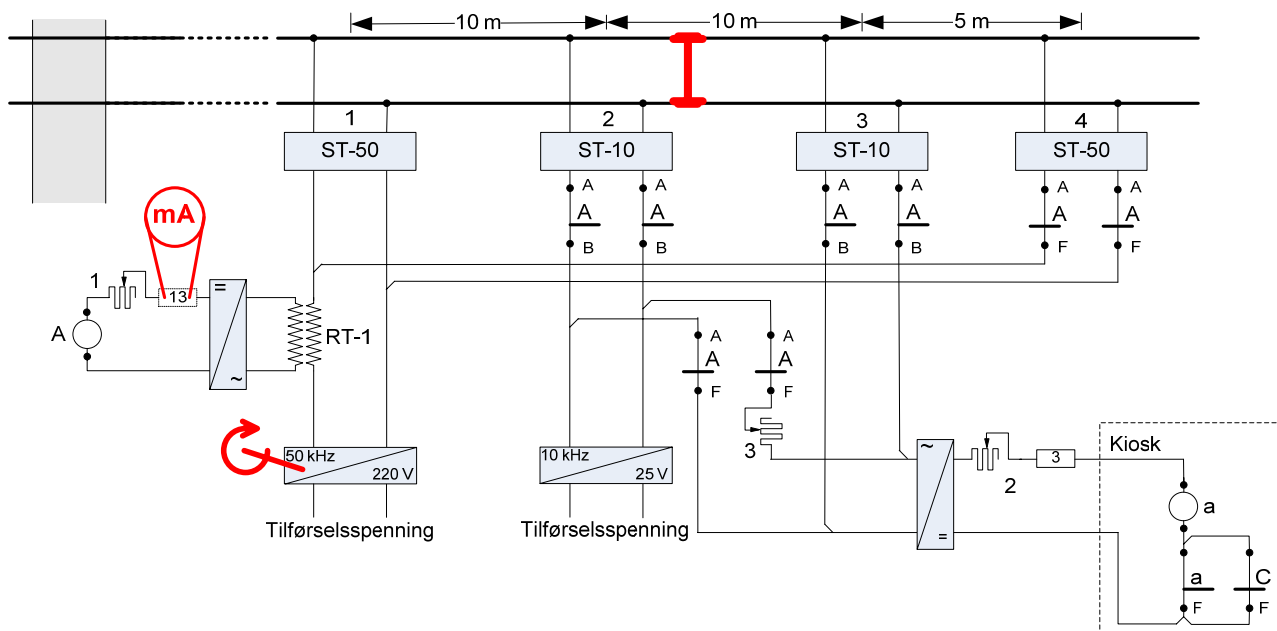 10 m 10 m 5 m
1 2 3 4
ST-50 ST-10 ST-10 ST-50
A A A A A A
A A A A A A
B B B B F F
mA
1 13 =
A RT-1 ~
A A
A A
F F
3
50 kHz 220 V
10 kHz 25 V
~ =
2 3
Kiosk
a
a C
F F
Tilførselsspenning Tilførselsspenning